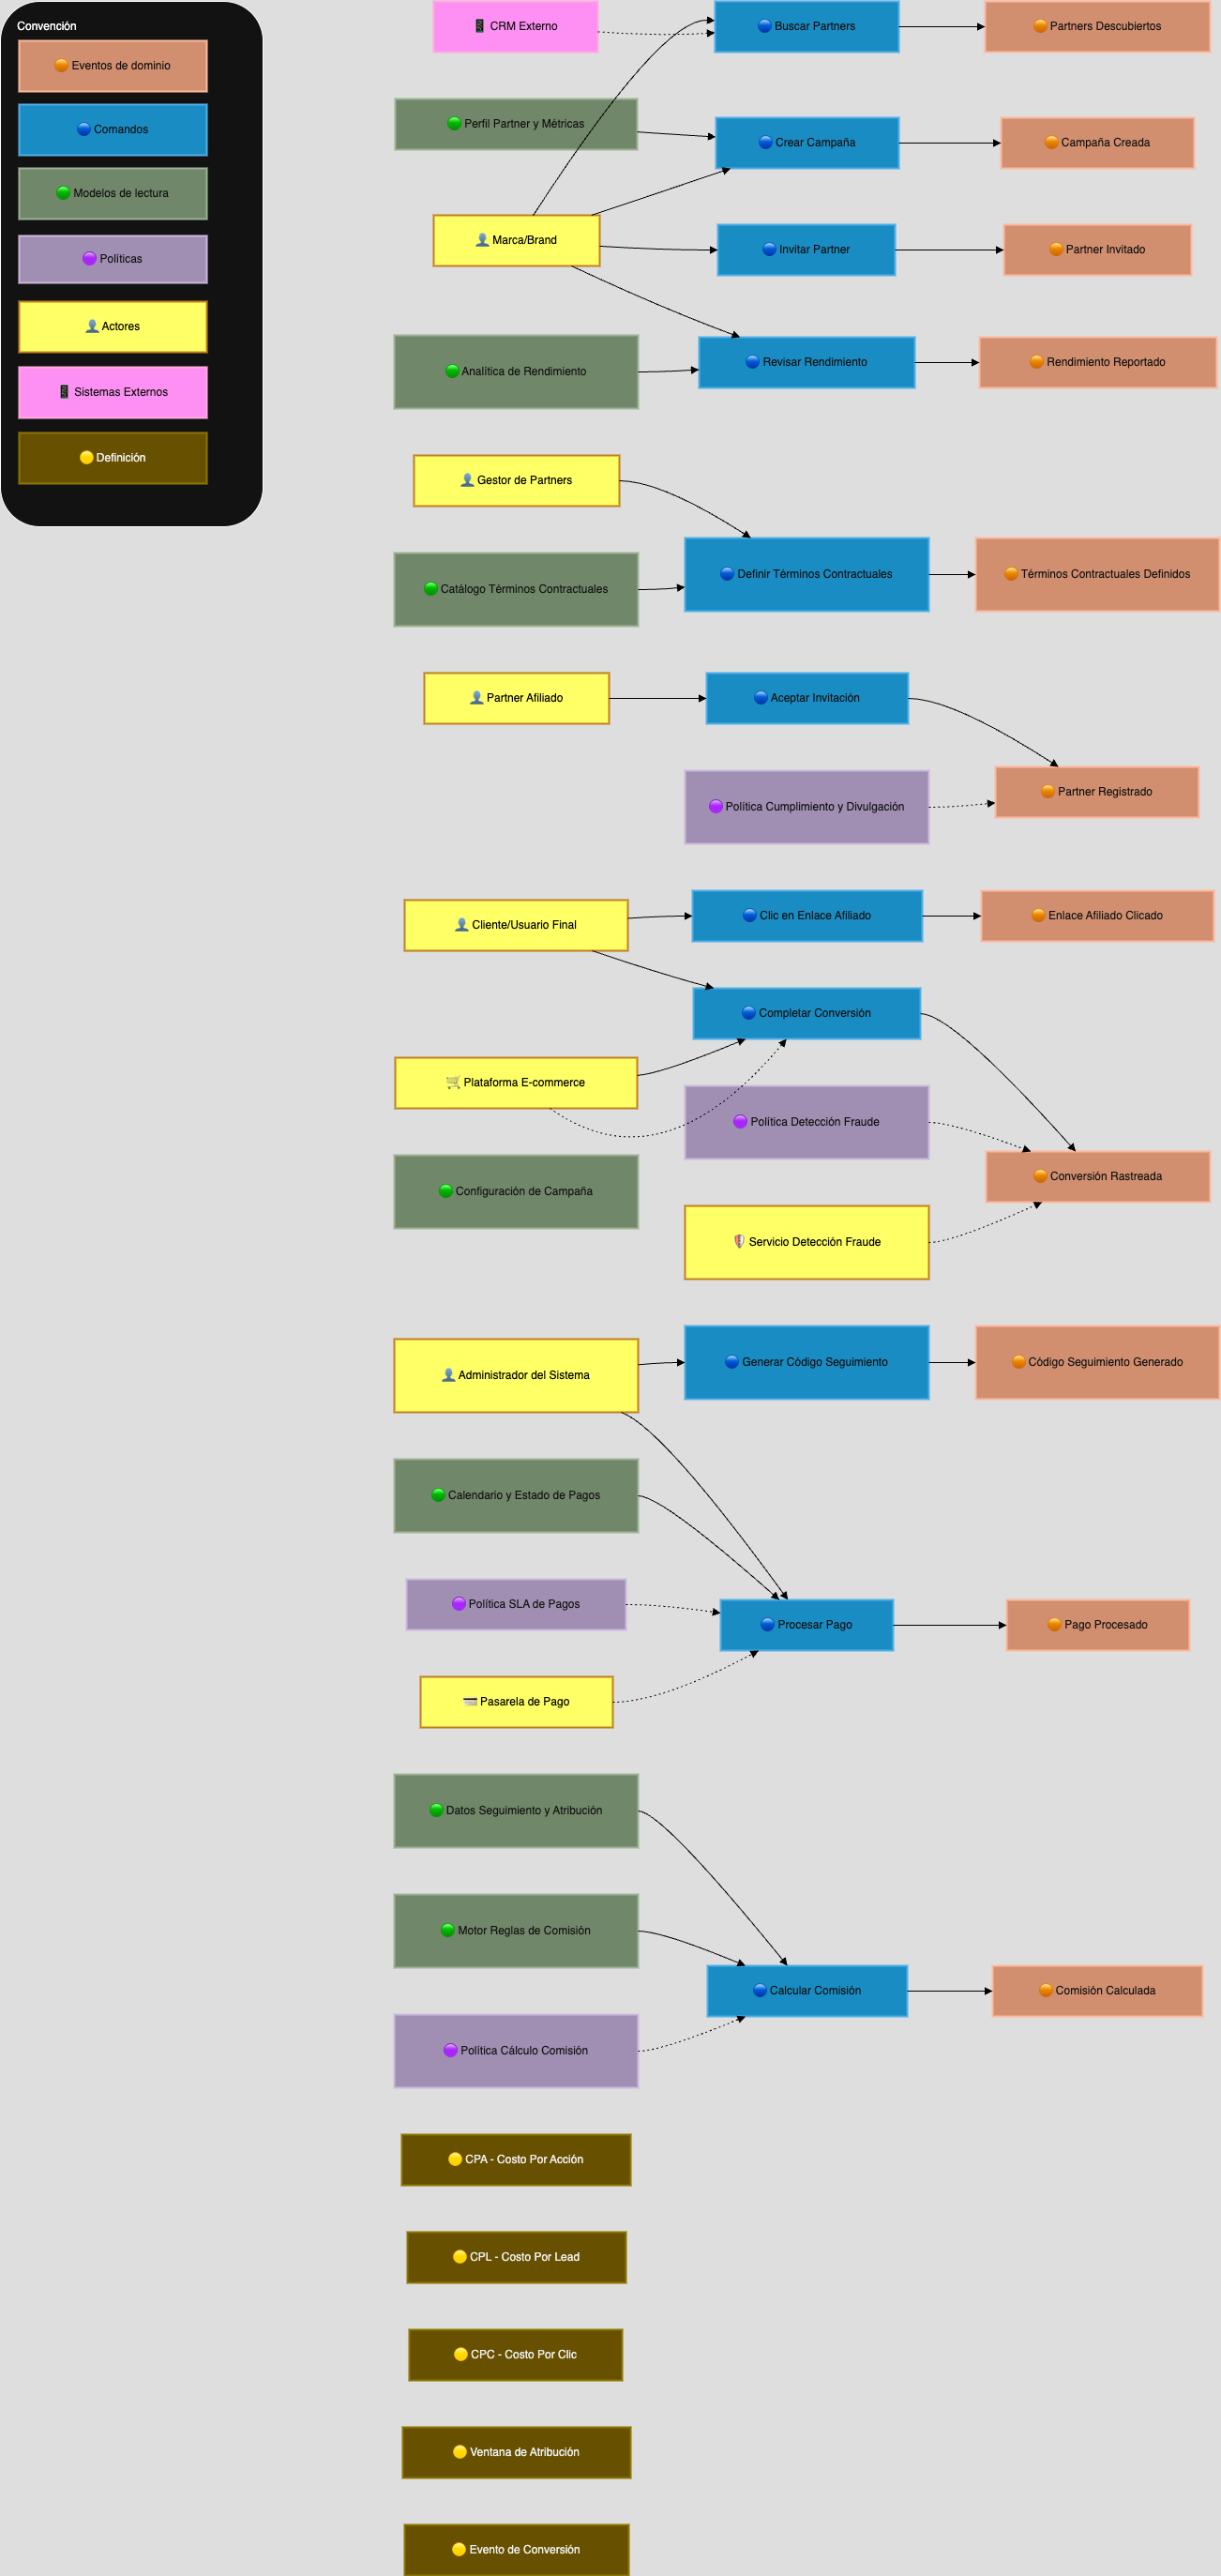 Convención
Eventos de dominio
Comandos
Modelos de lectura
Políticas
Actores
Sistemas Externos
Definición
CRM Externo
Buscar Partners
Partners Descubiertos
Perfil Partner y Métricas
Crear Campaña
Campaña Creada
Marca/Brand
Invitar Partner
Partner Invitado
Analítica de Rendimiento
Revisar Rendimiento
Rendimiento Reportado
Gestor de Partners
Catálogo Términos Contractuales
Definir Términos Contractuales
Términos Contractuales Definidos
Partner Afiliado
Aceptar Invitación
Política Cumplimiento y Divulgación
Partner Registrado
Cliente/Usuario Final
Clic en Enlace Afiliado
Enlace Afiliado Clicado
Completar Conversión
Plataforma E-commerce
Política Detección Fraude
Configuración de Campaña
Conversión Rastreada
Servicio Detección Fraude
Administrador del Sistema
Generar Código Seguimiento
Código Seguimiento Generado
Calendario y Estado de Pagos
Política SLA de Pagos
Procesar Pago
Pago Procesado
Pasarela de Pago
Datos Seguimiento y Atribución
Motor Reglas de Comisión
Calcular Comisión
Comisión Calculada
Política Cálculo Comisión
CPA - Costo Por Acción
CPL - Costo Por Lead
CPC - Costo Por Clic
Ventana de Atribución
Evento de Conversión